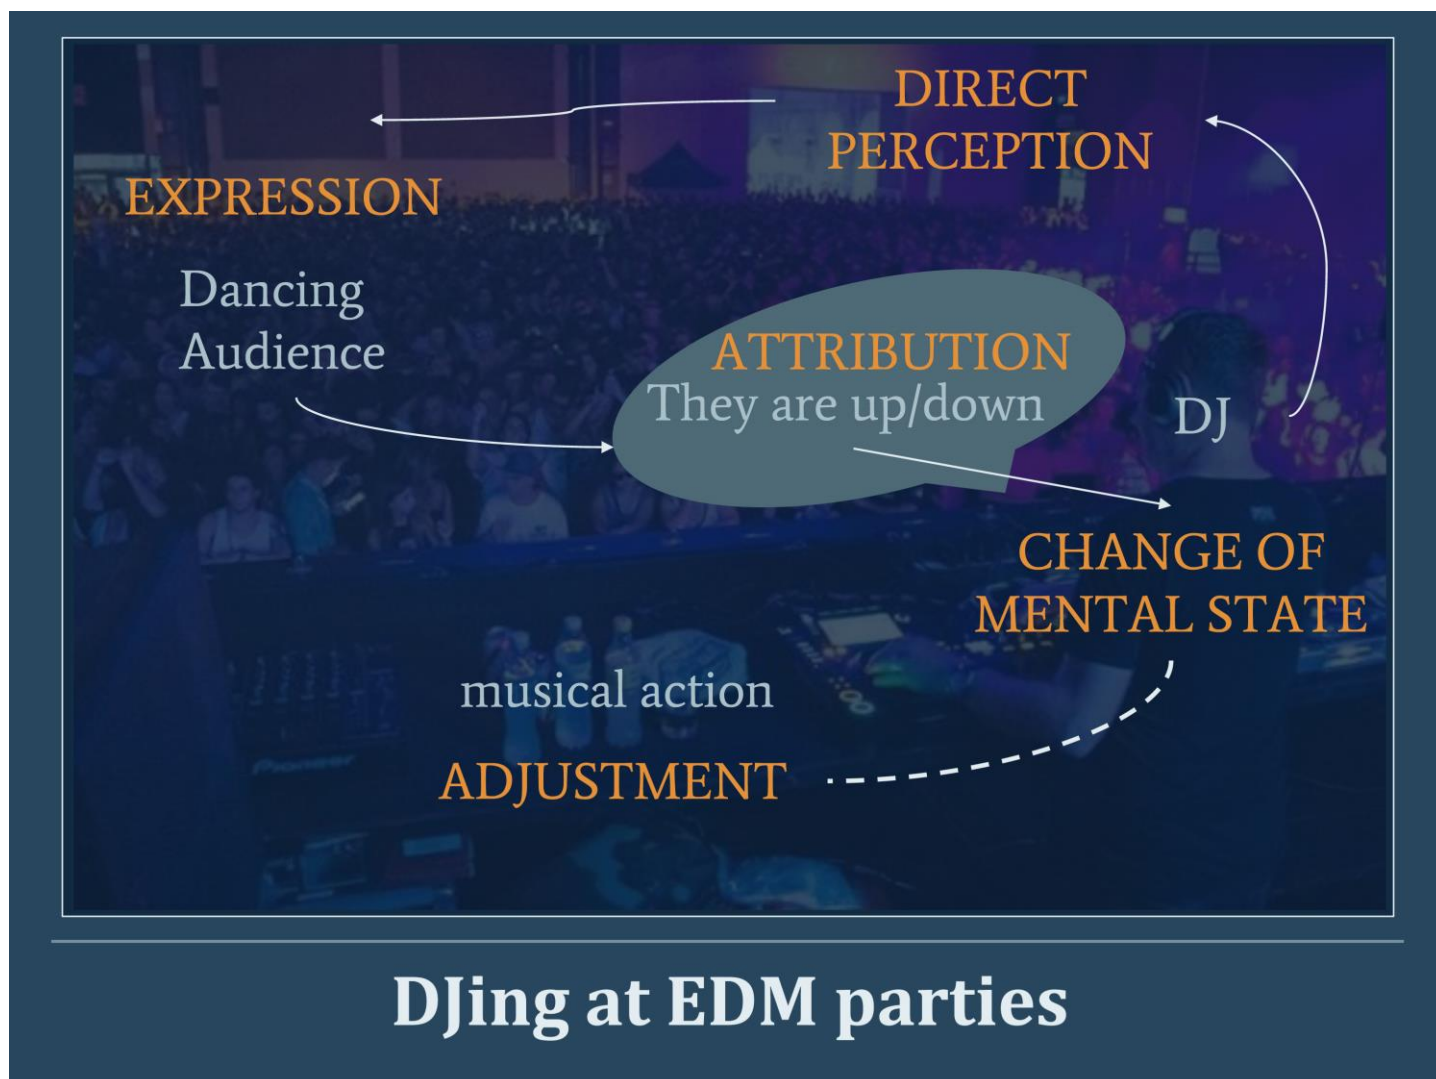 DIRECT
PERCEPTION
EXPRESSION
Dancing
Audience
ATTRIBUTION
They are up/down
DJ
CHANGE OF
MENTAL STATE
musical action
ADJUSTMENT
Pioneer
DJing at EDM parties